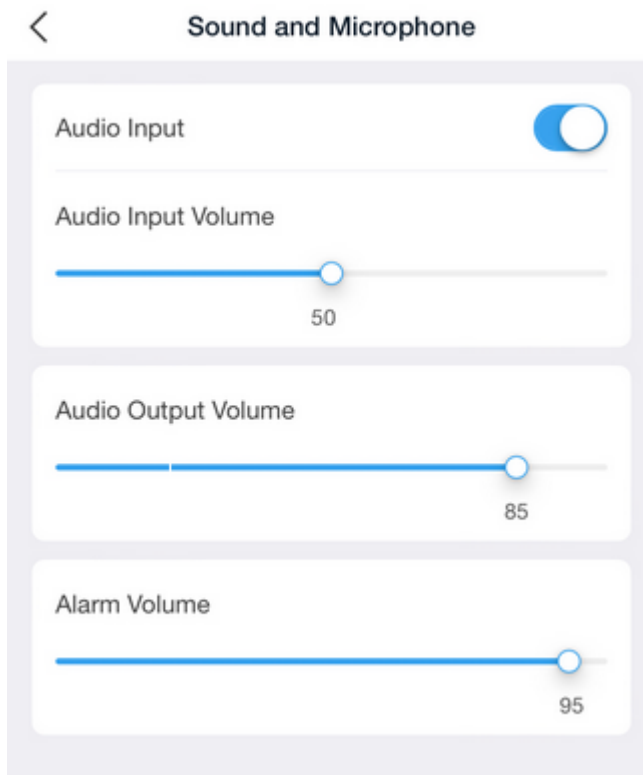 Sound and Microphone
Audio Input
Audio Input Volume
50
Audio Output Volume
85
Alarm Volume
95